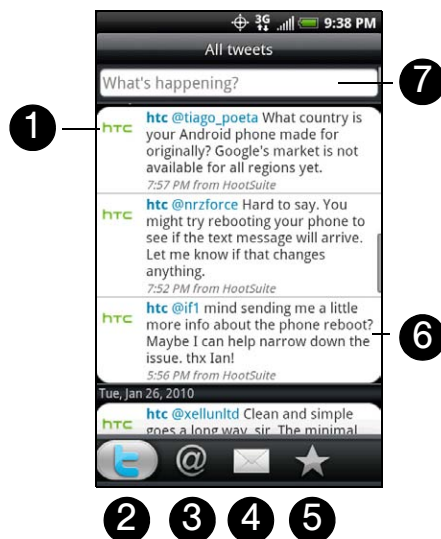 3G 9:38 PM
All tweets
What's happening?
7
1
hTC
htc @tiago_poeta What country is
your Android phone made for
originally? Google's market is not
available for all regions yet.
7:57 PM from HootSuite
hTC
htc @nrzforce Hard to say. You
might try rebooting your phone to
see if the text message will arrive.
Let me know if that changes
anything.
7:52 PM from HootSuite
hTC
htc @if1 mind sending me a little
more info about the phone reboot?
Maybe I can help narrow down the
issue. thx Ian!
5:56 PM from HootSuite
6
Tue, Jan 26, 2010
hTC
htc @xellunltd Clean and simple
goes a long way, sir. The minimal
t @
2 3 4 5